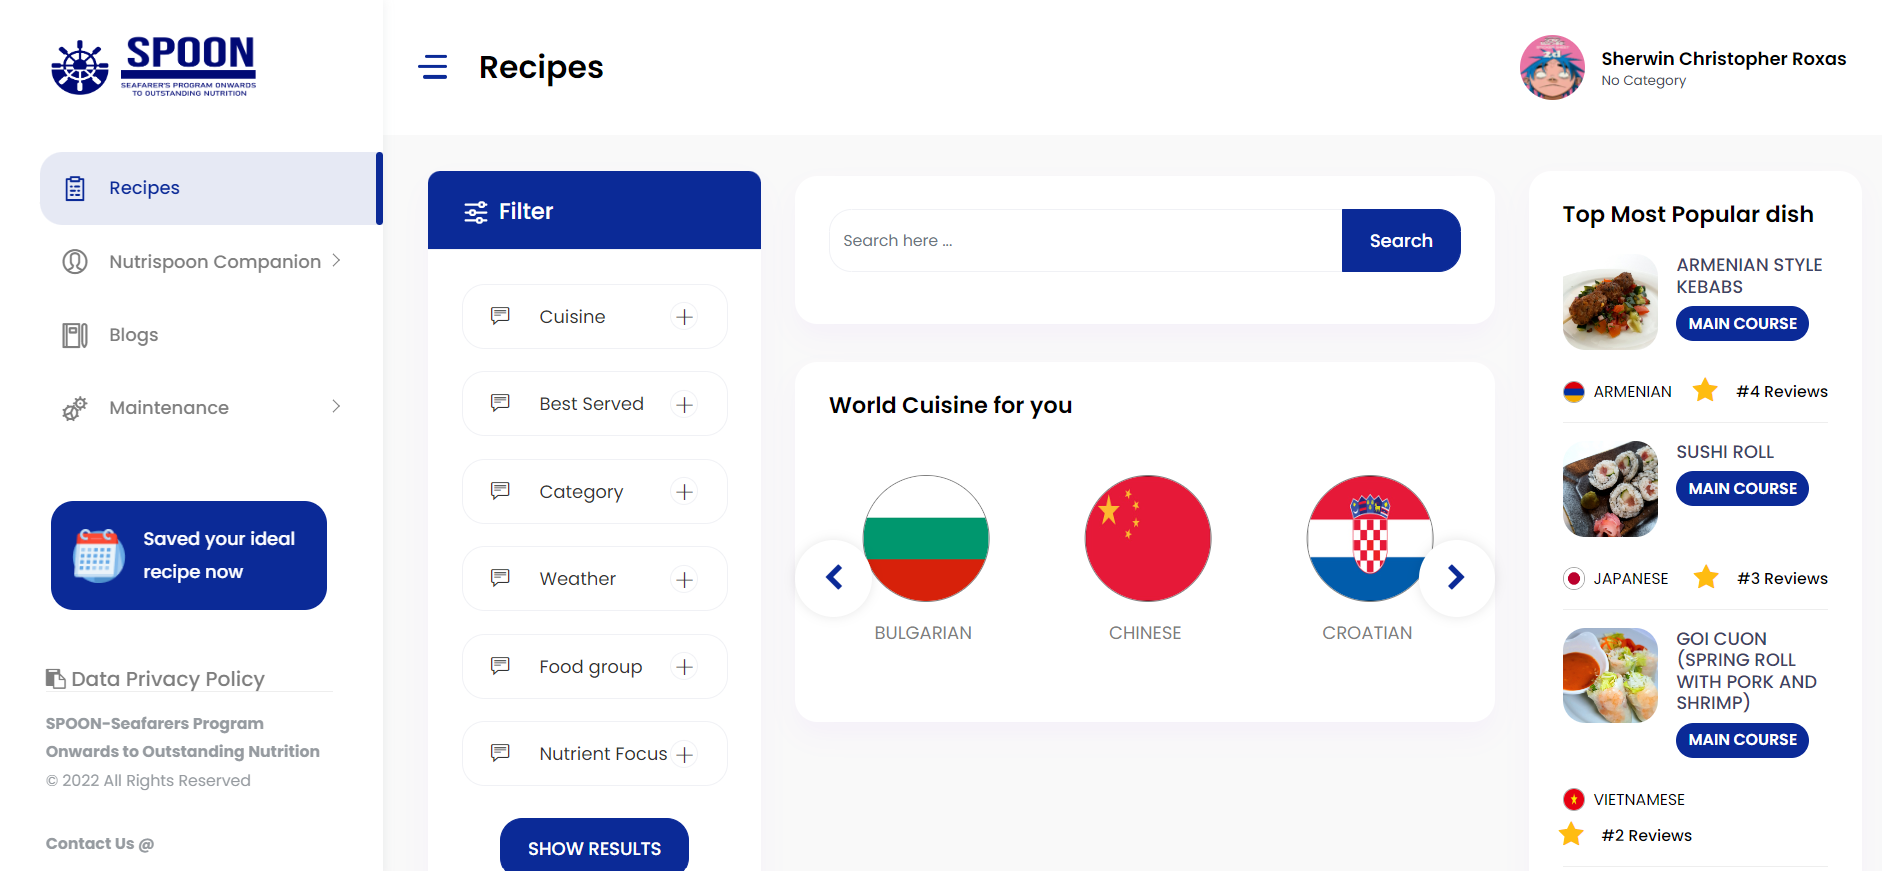 SPOON
SEAFARER'S PROGRAM ONWARDS
TO OUTSTANDING NUTRITION
Recipes
Nutrispoon Companion
Blogs
Maintenance
Saved your ideal
recipe now
Data Privacy Policy
SPOON-Seafarers Program
Onwards to Outstanding Nutrition
© 2022 All Rights Reserved
Contact Us @
Recipes
Sherwin Christopher Roxas
No Category
Filter
Cuisine
Best Served
Category
Weather
Food group
Nutrient Focus
SHOW RESULTS
Search here ...
Search
World Cuisine for you
BULGARIAN
CHINESE
CROATIAN
Top Most Popular dish
ARMENIAN STYLE
KEBABS
MAIN COURSE
ARMENIAN
#4 Reviews
SUSHI ROLL
MAIN COURSE
JAPANESE
#3 Reviews
GOI CUON
(SPRING ROLL
WITH PORK AND
SHRIMP)
MAIN COURSE
VIETNAMESE
#2 Reviews